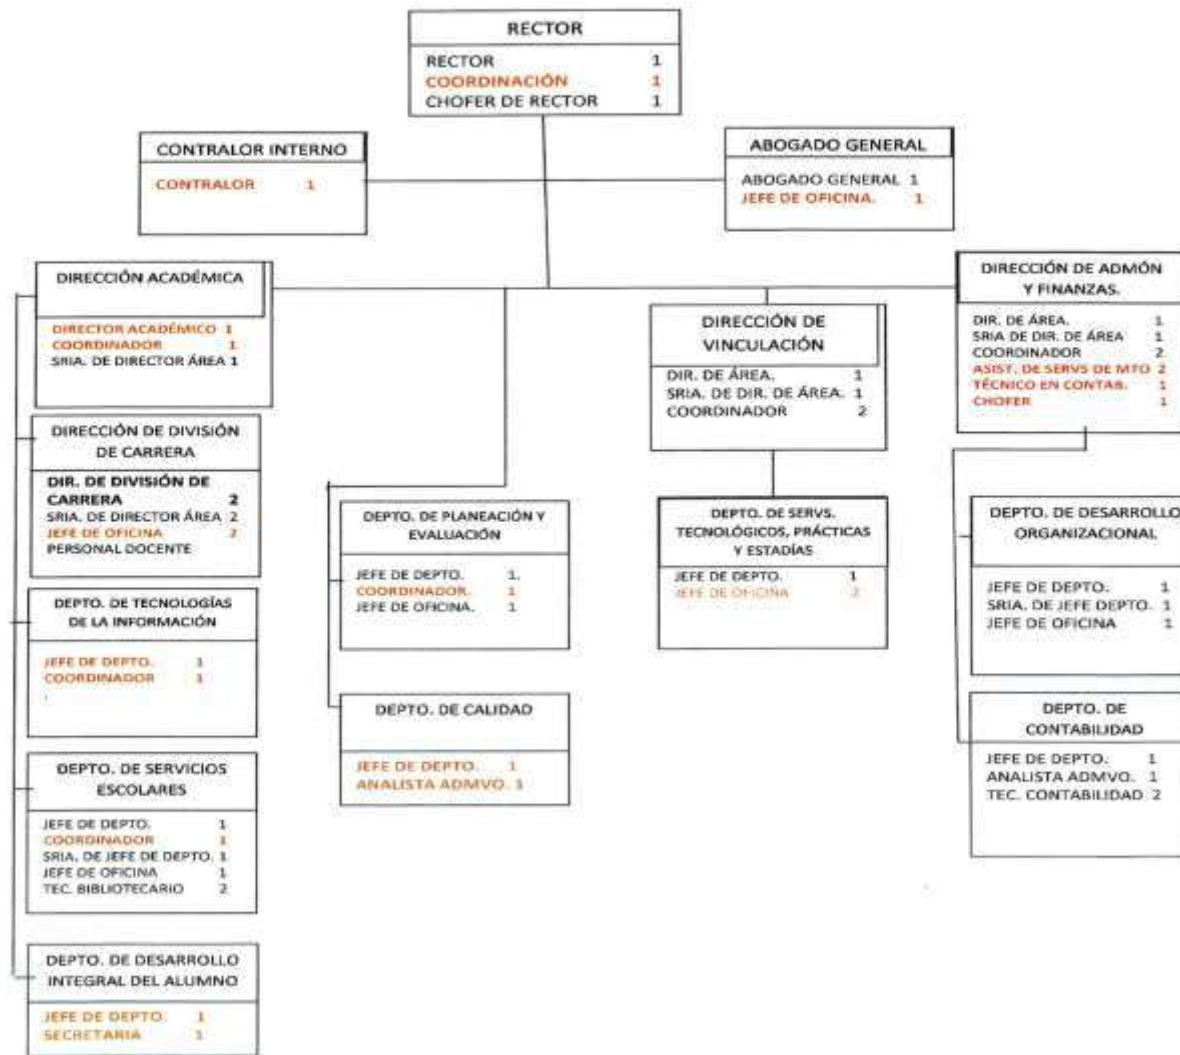 RECTOR
RECTOR 1
COORDINACIÓN 1
CHOFER DE RECTOR 1
CONTRALOR INTERNO
CONTRALOR 1
ABOGADO GENERAL
ABOGADO GENERAL 1
JEFE DE OFICINA. 1
DIRECCIÓN ACADÉMICA
DIRECTOR ACADÉMICO 1
COORDINADOR 1
SRIA. DE DIRECTOR ÁREA 1
DIRECCIÓN DE DIVISIÓN
DE CARRERA
DIR. DE DIVISIÓN DE
CARRERA 2
SRIA. DE DIRECTOR ÁREA 2
JEFE DE OFICINA 2
PERSONAL DOCENTE
DEPTO. DE TECNOLOGÍAS
DE LA INFORMACIÓN
JEFE DE DEPTO. 1
COORDINADOR 1
.
DEPTO. DE SERVICIOS
ESCOLARES
JEFE DE DEPTO. 1
COORDINADOR 1
SRIA. DE JEFE DE DEPTO. 1
JEFE DE OFICINA 1
TEC. BIBLIOTECARIO 2
DEPTO. DE DESARROLLO
INTEGRAL DEL ALUMNO
JEFE DE DEPTO 1
SECRETARIA 1
DEPTO. DE PLANEACIÓN Y
EVALUACIÓN
JEFE DE DEPTO. 1.
COORDINADOR. 1
JEFE DE OFICINA. 1
DEPTO. DE CALIDAD
JEFE DE DEPTO. 1
ANALISTA ADMVO. 1
DIRECCIÓN DE
VINCULACIÓN
DIR. DE ÁREA. 1
SRIA. DE DIR. DE ÁREA. 1
COORDINADOR 2
DEPTO. DE SERVS.
TECNOLÓGICOS, PRÁCTICAS
Y ESTADÍAS
JEFE DE DEPTO. 1
JEFE DE OFICINA 2
DIRECCIÓN DE ADMÓN
Y FINANZAS.
DIR. DE ÁREA. 1
SRIA DE DIR. DE ÁREA 1
COORDINADOR 2
ASIST. DE SERVS DE MTO 2
TÉCNICO EN CONTAB. 1
CHOFER 1
DEPTO. DE DESARROLLO
ORGANIZACIONAL
JEFE DE DEPTO. 1
SRIA. DE JEFE DEPTO. 1
JEFE DE OFICINA 1
DEPTO. DE
CONTABILIDAD
JEFE DE DEPTO. 1
ANALISTA ADMVO. 1
TEC. CONTABILIDAD 2